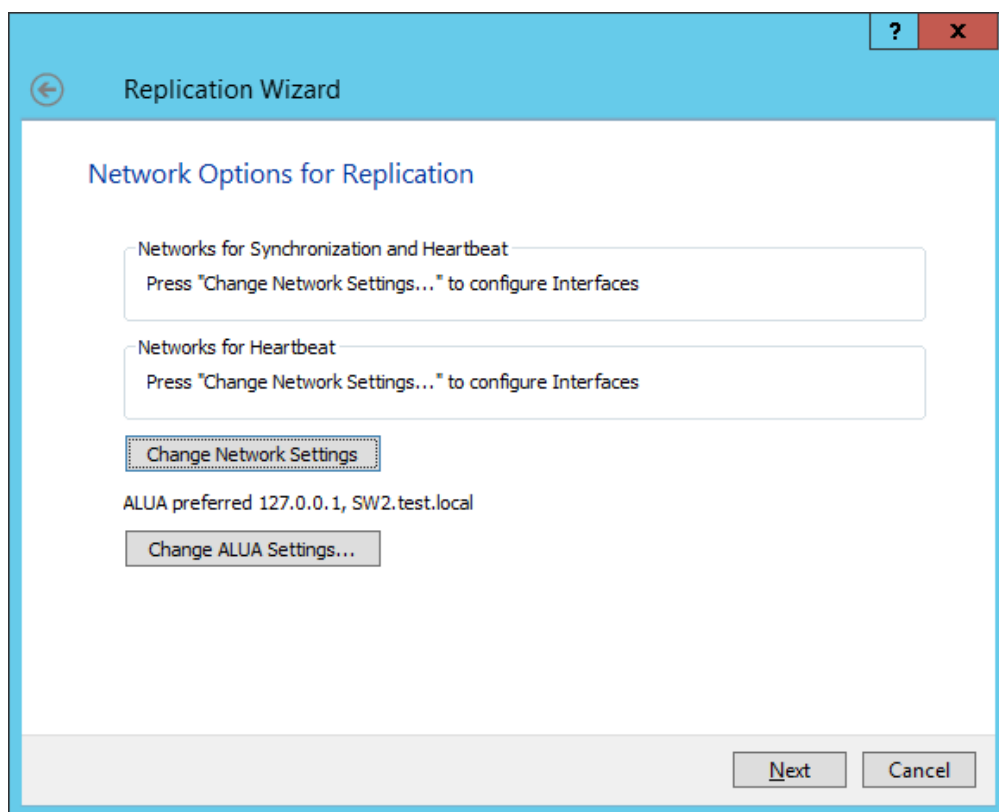 ?
x
Replication Wizard
Network Options for Replication
Networks for Synchronization and Heartbeat
Press "Change Network Settings..." to configure Interfaces
Networks for Heartbeat
Press "Change Network Settings..." to configure Interfaces
Change Network Settings
ALUA preferred 127.0.0.1, SW2.test.local
Change ALUA Settings...
Next
Cancel